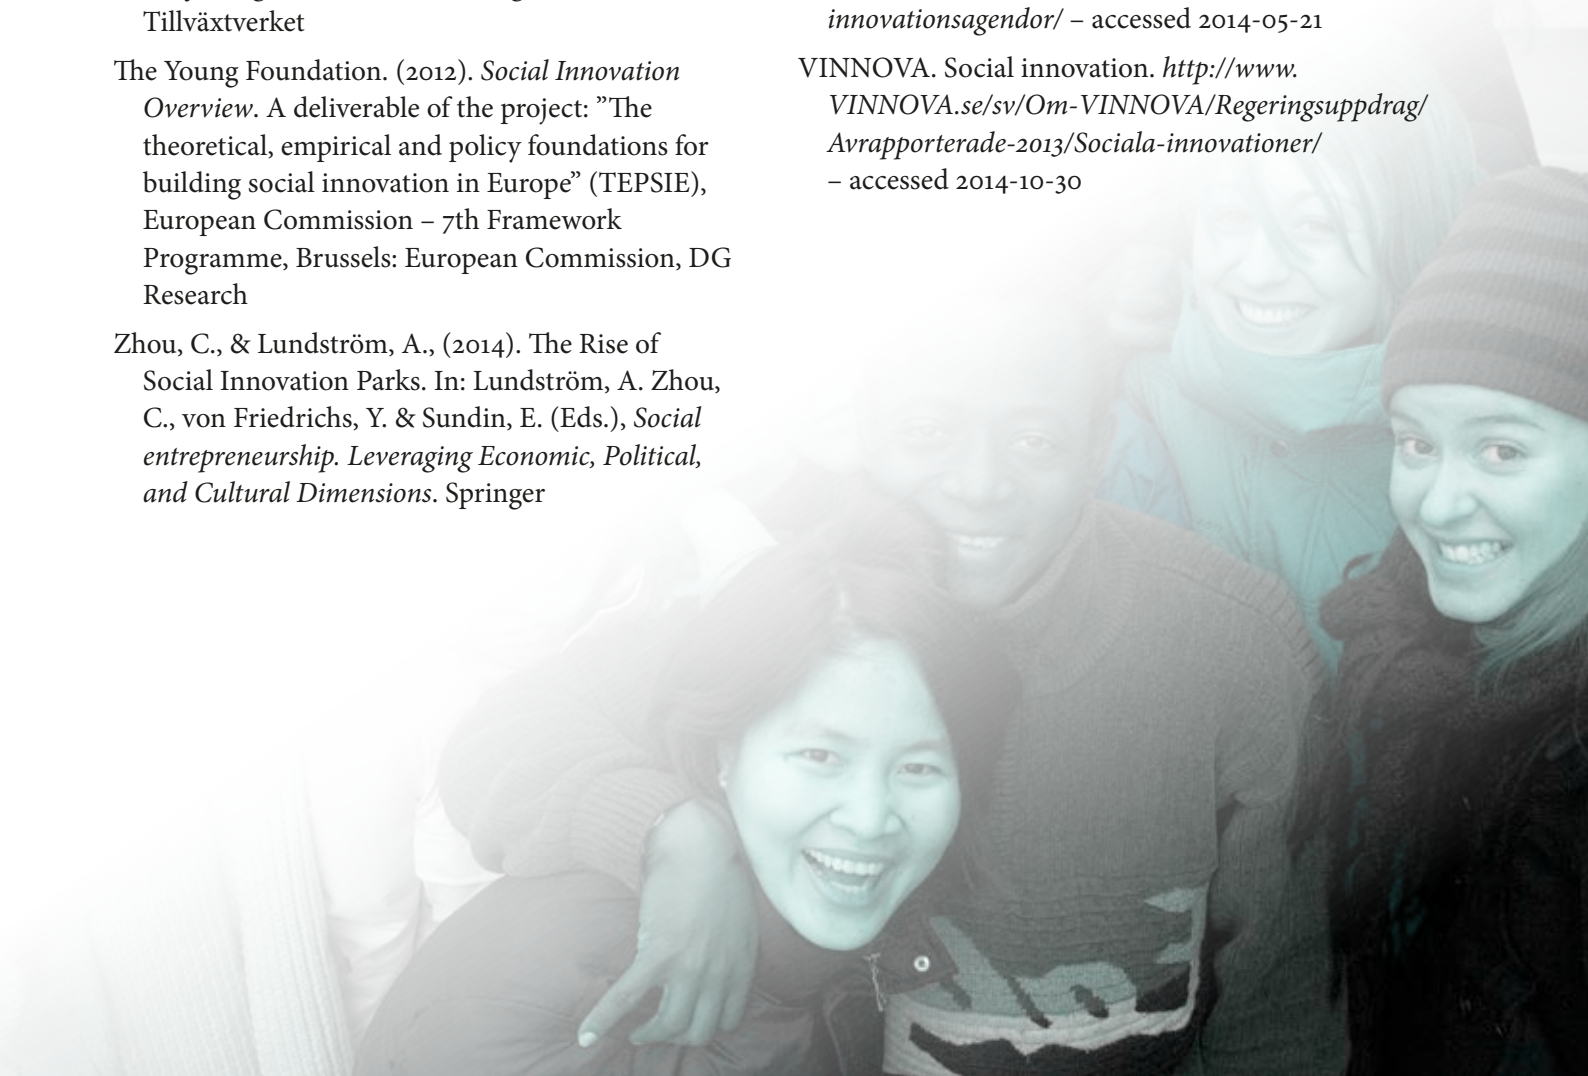 Tillväxtverket
The Young Foundation. (2012). Social Innovation
Overview. A deliverable of the project: ”The
theoretical, empirical and policy foundations for
building social innovation in Europe” (TEPSIE),
European Commission – 7th Framework
Programme, Brussels: European Commission, DG
Research
Zhou, C., & Lundström, A., (2014). The Rise of
Social Innovation Parks. In: Lundström, A. Zhou,
C., von Friedrichs, Y. & Sundin, E. (Eds.), Social
entrepreneurship. Leveraging Economic, Political,
and Cultural Dimensions. Springer
innovationsagendor/ – accessed 2014-05-21
VINNOVA. Social innovation. http://www.
VINNOVA.se/sv/Om-VINNOVA/Regeringsuppdrag/
Avrapporterade-2013/Sociala-innovationer/
– accessed 2014-10-30